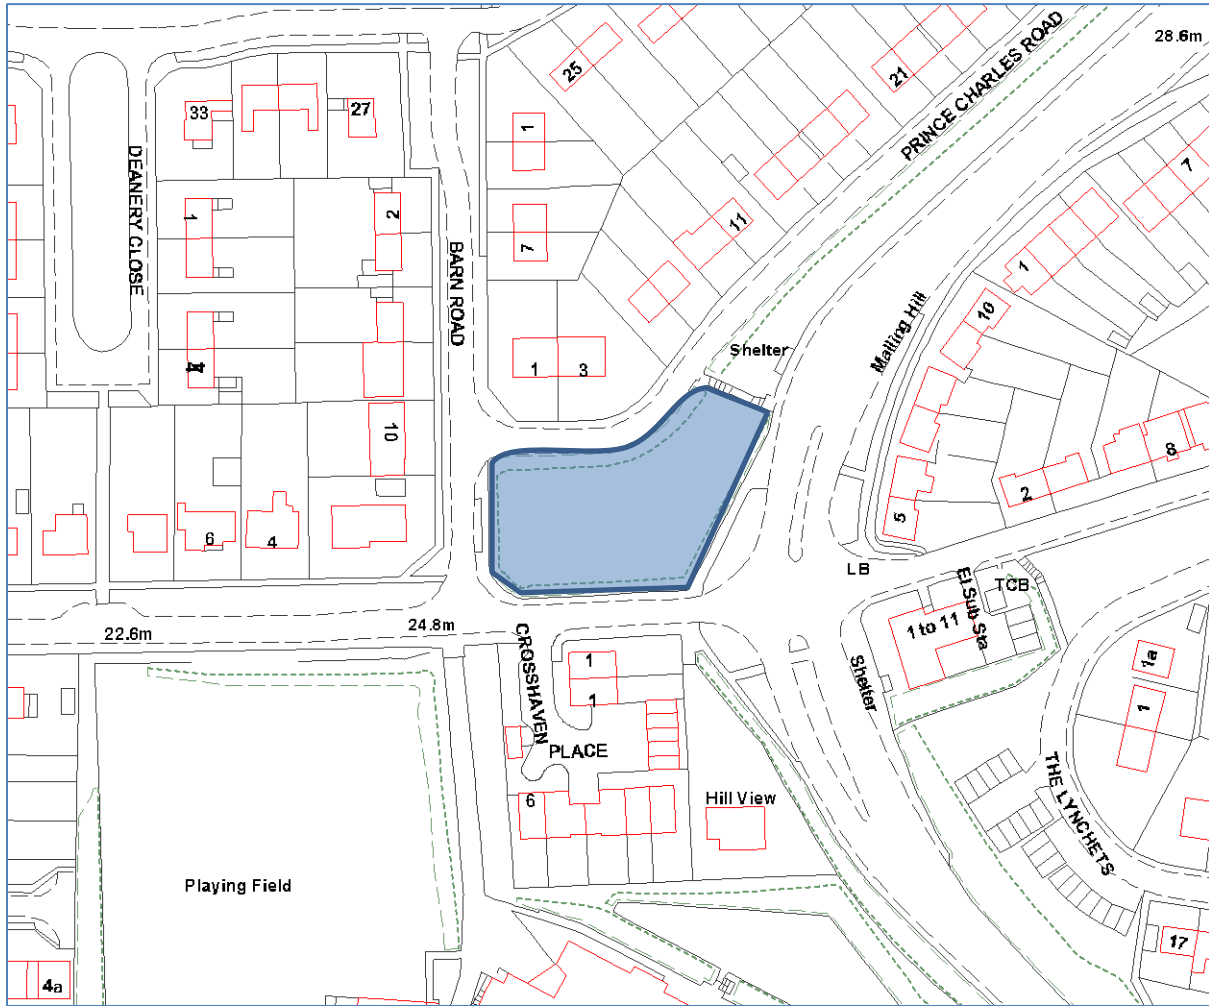 28.6m
PRINCE CHARLES ROAD
25
21
33
27
1
7
DEANERY CLOSE
1
2
11
7
BARN ROAD
1
10
Malling Hill
Shelter
1
3
10
8
2
5
6
4
LB
TCB
El Sub Sta
1 to 11
22.6m
24.8m
CROSSHAVEN
PLACE
1
1
Shelter
1a
1
6
Hill View
THE LYNCHETS
Playing Field
17
4a